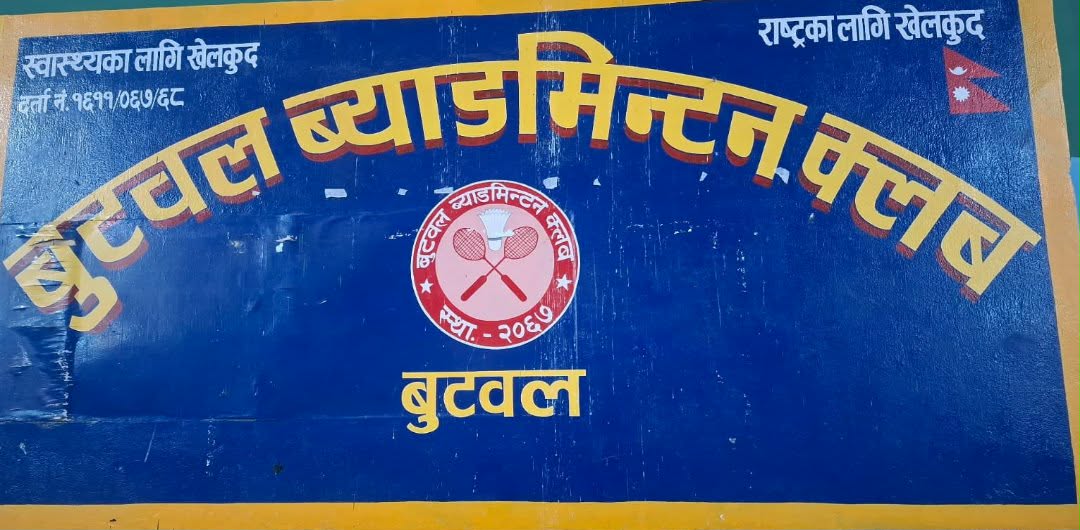 स्वास्थ्यका लागि खेलकुद
राष्ट्रका लागि खेलकुद
दर्ता नं. १६११/०६७/६८
बुटवल ब्याडमिन्टन क्लब
बुटवल ब्याडमिन्टन क्लब
स्था. - २०६७
बुटवल